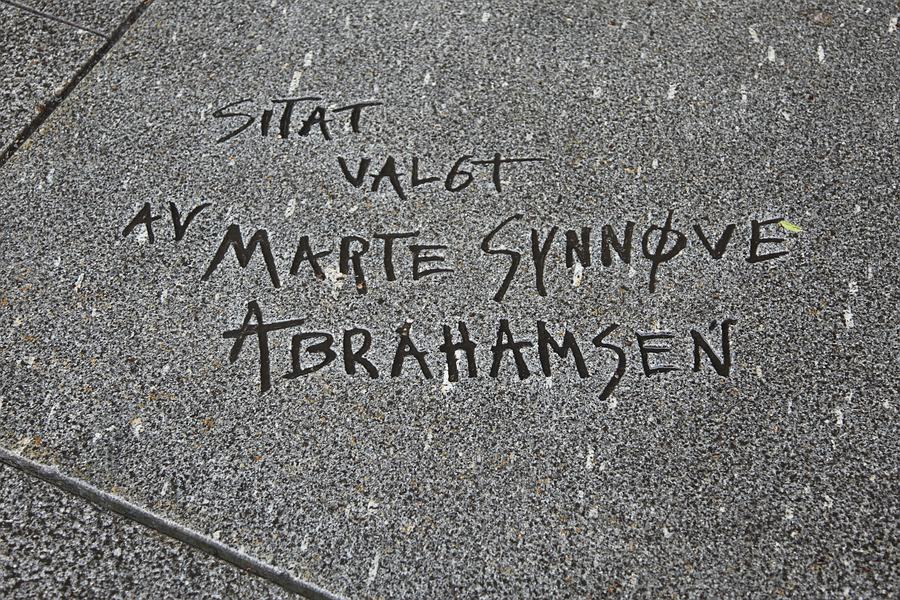 SITAT
VALGT
AV MARTE SYNNØVE
ABRAHAMSEN